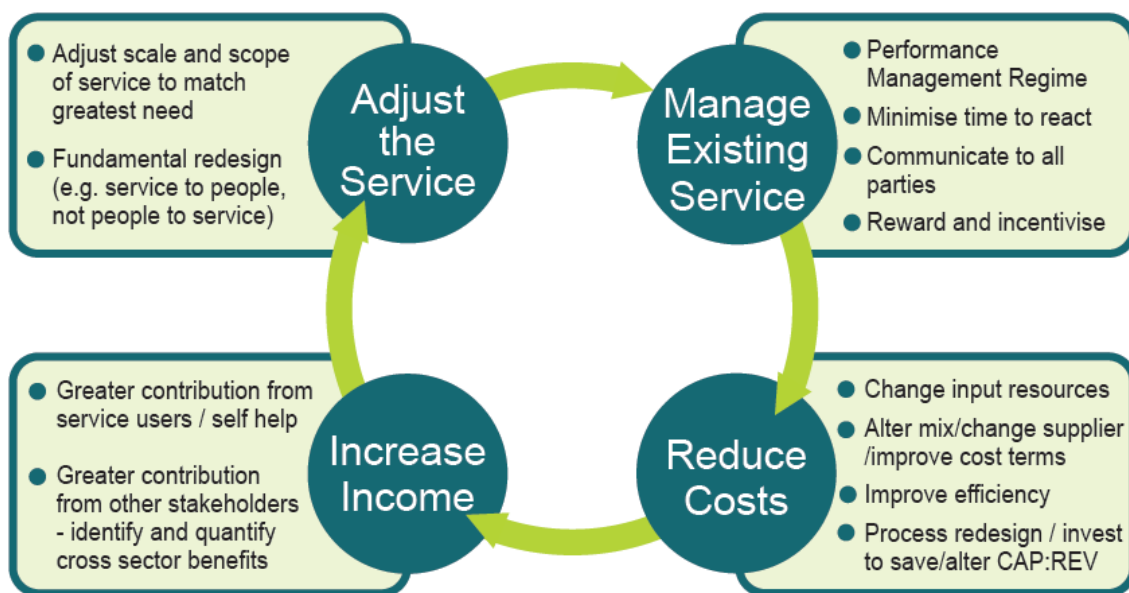 Adjust scale and scope
of service to match
greatest need
Fundamental redesign
(e.g. service to people,
not people to service)
Adjust
the
Service
Manage
Existing
Service
Performance
Management Regime
Minimise time to react
Communicate to all
parties
Reward and incentivise
Greater contribution from
service users / self help
Greater contribution
from other stakeholders
- identify and quantify
cross sector benefits
Increase
Income
Reduce
Costs
Change input resources
Alter mix/change supplier
/improve cost terms
Improve efficiency
Process redesign / invest
to save/alter CAP:REV